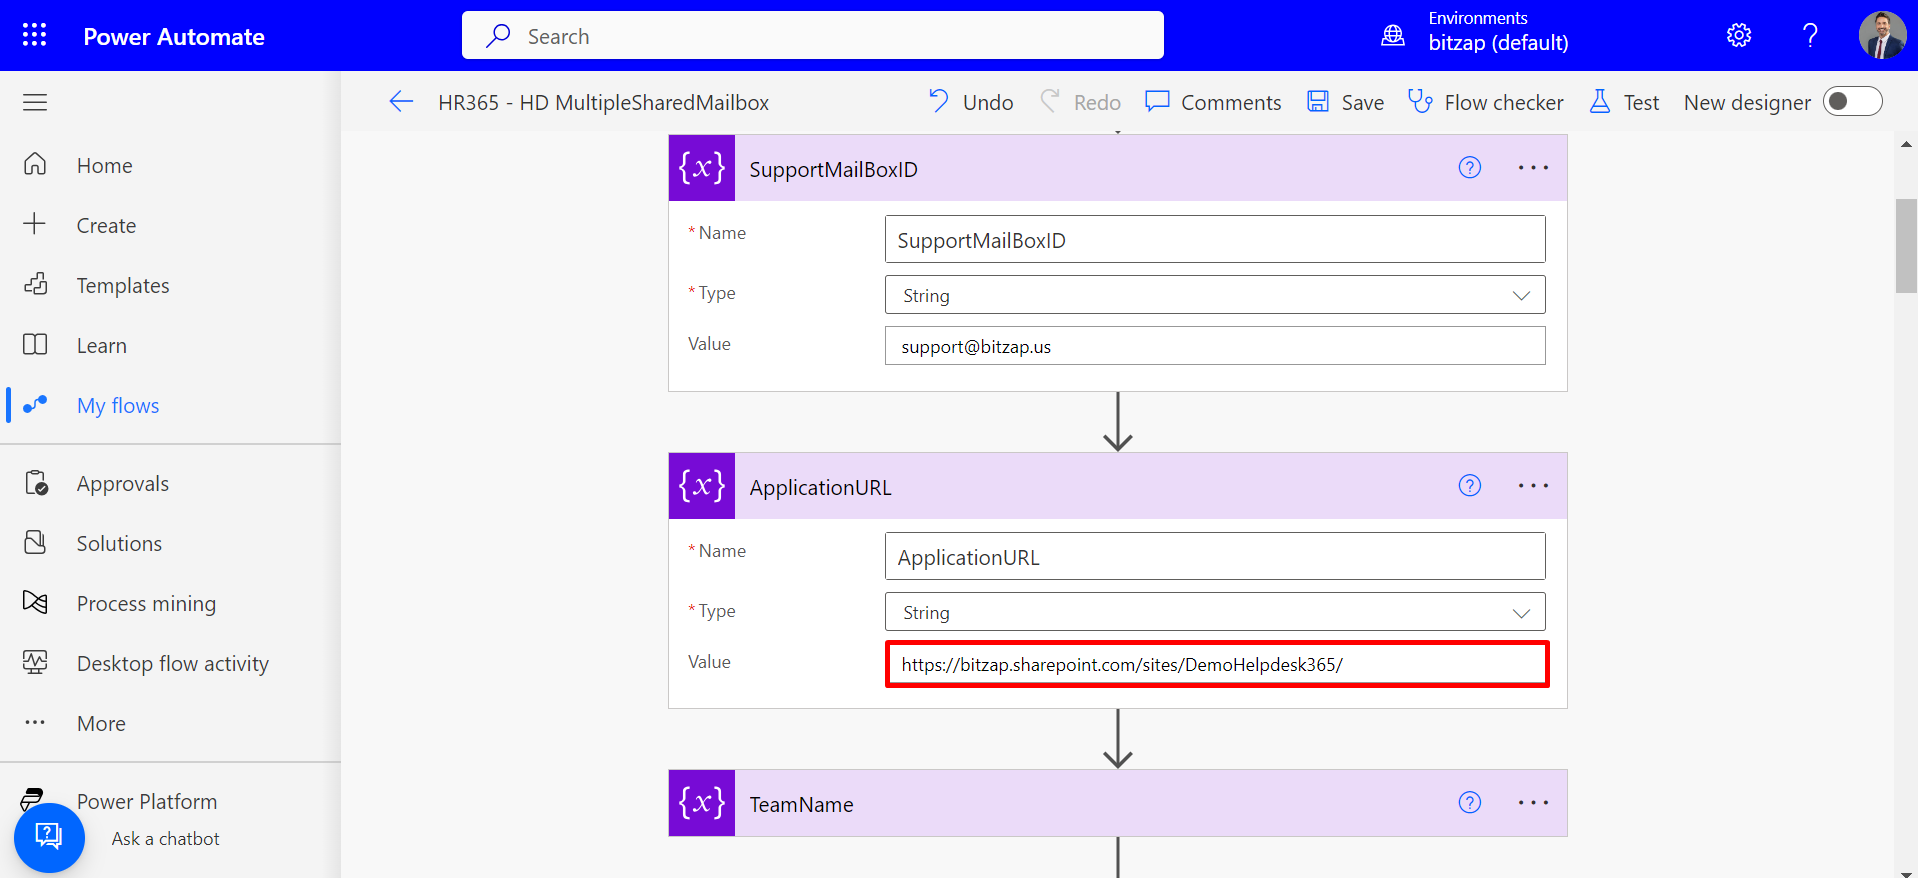 Power Automate
Search
Environments
bitzap (default)
HR365 - HD MultipleSharedMailbox
Undo
Redo
Comments
Save
Flow checker
Test
New designer
Home
Create
Templates
Learn
My flows
Approvals
Solutions
Process mining
Desktop flow activity
More
Power Platform
Ask a chatbot
{x} SupportMailBoxID
* Name
SupportMailBoxID
* Type
String
Value
support@bitzap.us
{x} ApplicationURL
* Name
ApplicationURL
* Type
String
Value
https://bitzap.sharepoint.com/sites/DemoHelpdesk365/
{x} TeamName